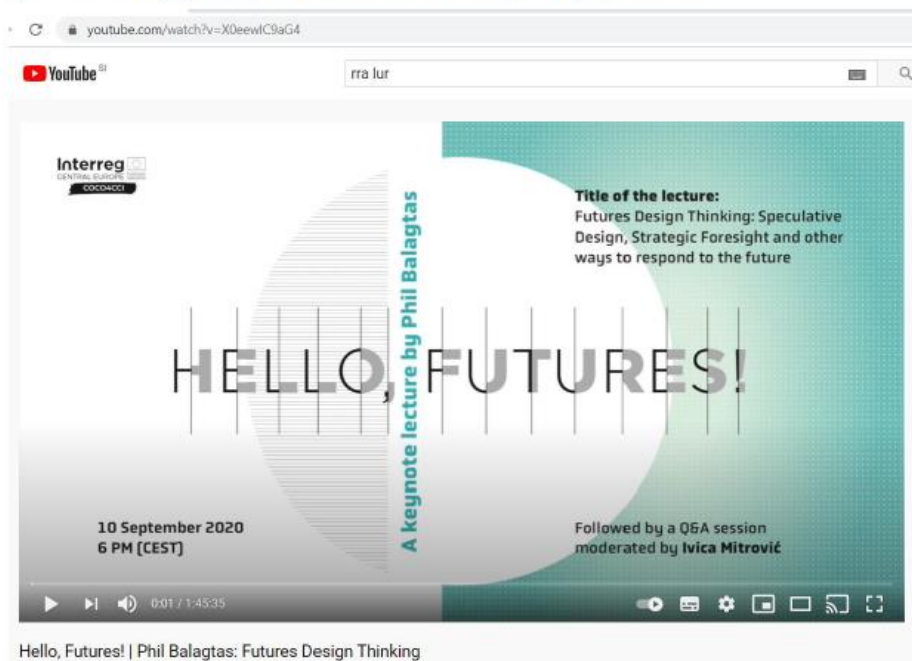 youtube.com/watch?v=X0eewIC9aG4
YouTube SI
rra lur
Interreg
CENTRAL EUROPE
COCO4CCI
Title of the lecture:
Futures Design Thinking: Speculative
Design, Strategic Foresight and other
ways to respond to the future
A keynote lecture by Phil Balagtas
HELLO, FUTURES!
10 September 2020
6 PM [CEST]
Followed by a Q&A session
moderated by Ivica Mitrović
0:01 / 1:45:35
Hello, Futures! | Phil Balagtas: Futures Design Thinking